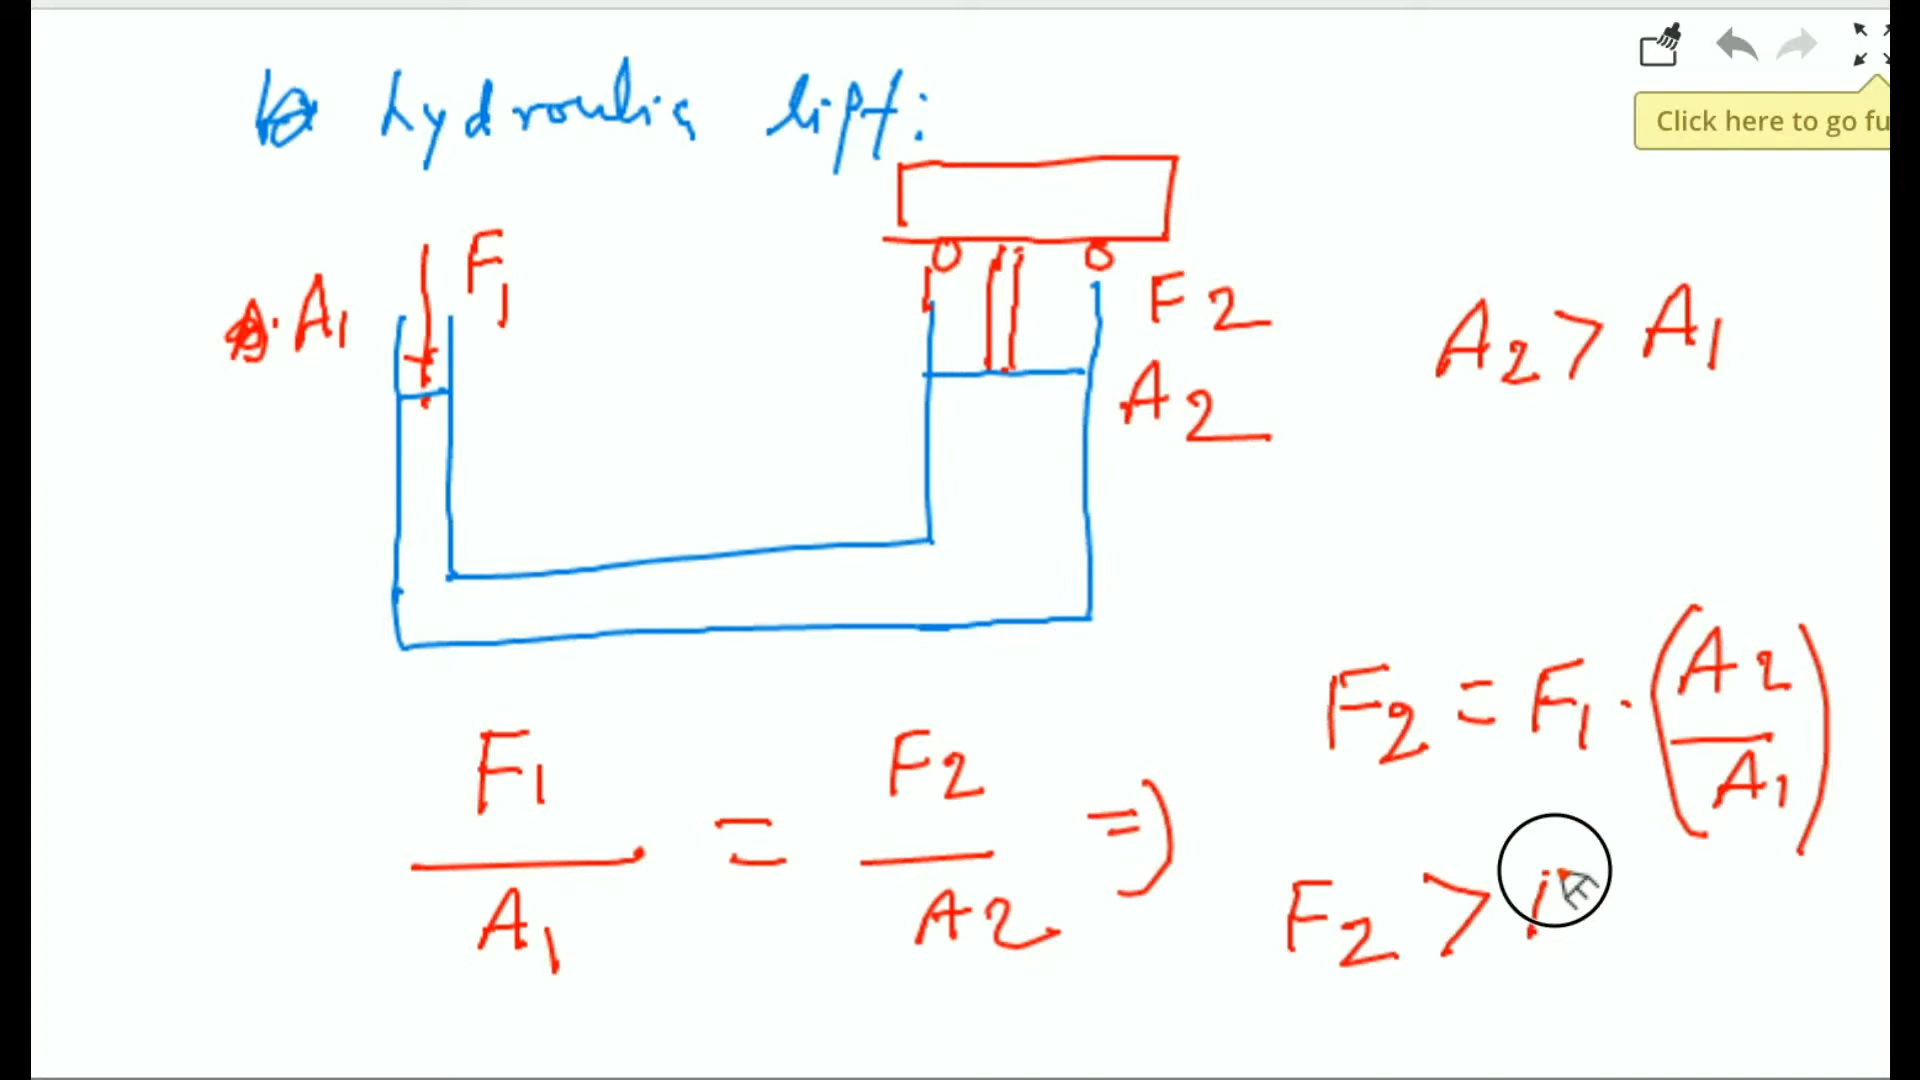 hydroulic lift:
Click here to go fu
F1
A1
F2
A2
A2 > A1
F2 = F1 . (A2/A1)
F1/A1 = F2/A2 =>
F2 >